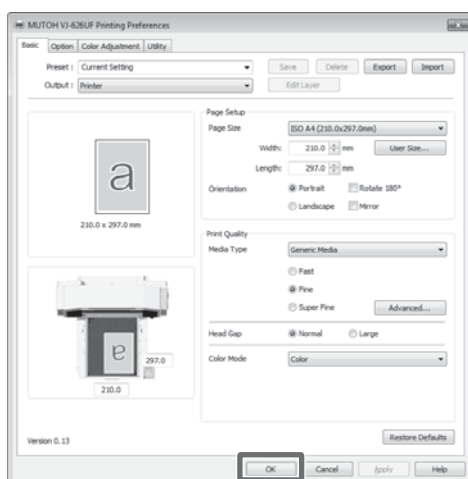 MUTOH VJ-626UF Printing Preferences
Basic Option Color Adjustment Utility
Preset : Current Setting Save Delete Export Import
Output : Printer Edit Layer
a
210.0 x 297.0 mm
Page Setup
Page Size ISO A4 (210.0x297.0mm)
Width: 210.0 mm User Size...
Length: 297.0 mm
Orientation Portrait Rotate 180°
Landscape Mirror
Print Quality
Media Type Generic Media
Fast
Fine
Super Fine Advanced...
Head Gap Normal Large
Color Mode Color
a
297.0
210.0
Version 0.13 Restore Defaults
OK Cancel Apply Help